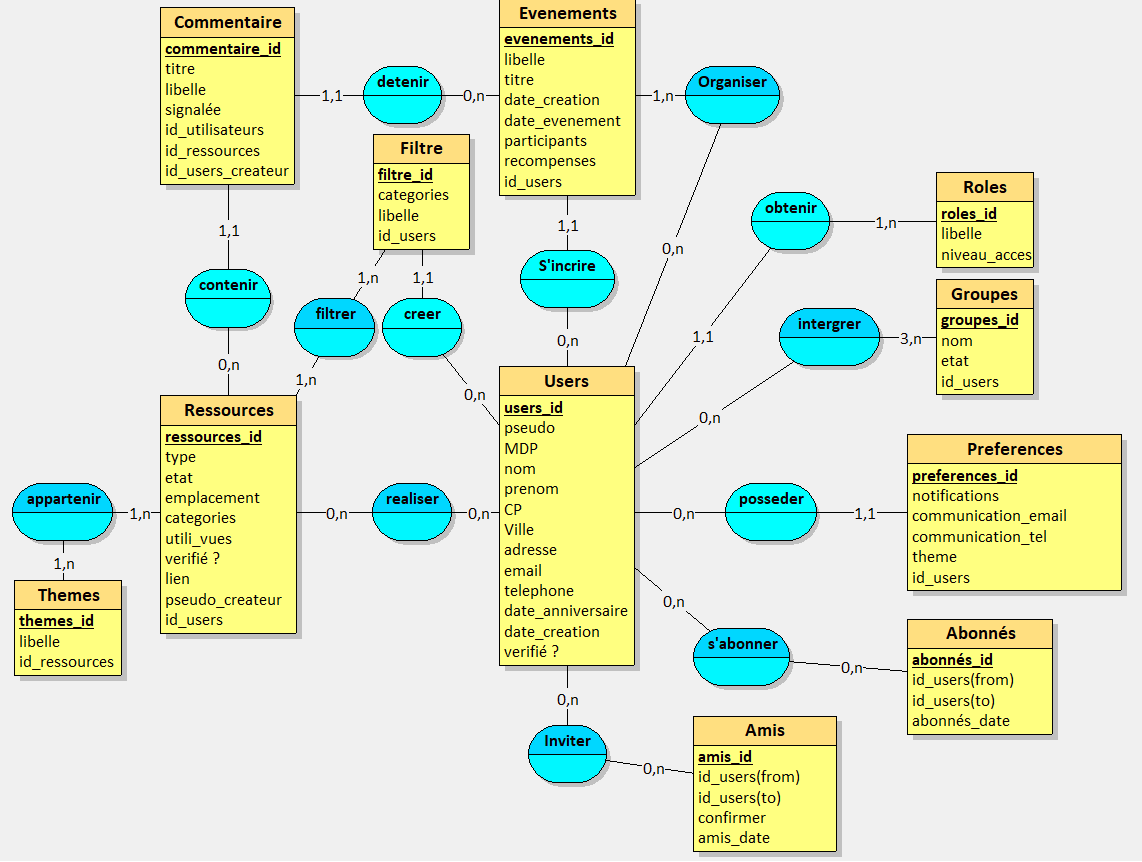 Commentaire
commentaire_id
titre
libelle
signalée
id_utilisateurs
id_ressources
id_users_createur
1,1
detenir
0,n
Evenements
evenements_id
libelle
titre
date_creation
date_evenement
participants
recompenses
id_users
1,n
Organiser
0,n
Filtre
filtre_id
categories
libelle
id_users
1,1
contenir
0,n
1,n
filtrer
1,n
1,1
creer
0,n
1,1
S'incrire
0,n
obtenir
1,n
1,1
Roles
roles_id
libelle
niveau_acces
intergrer
3,n
0,n
Groupes
groupes_id
nom
etat
id_users
Ressources
ressources_id
type
etat
emplacement
categories
utili_vues
verifié ?
lien
pseudo_createur
id_users
Users
users_id
pseudo
MDP
nom
prenom
CP
Ville
adresse
email
telephone
date_anniversaire
date_creation
verifié ?
appartenir
1,n
1,n
Themes
themes_id
libelle
id_ressources
0,n
realiser
0,n
0,n
posseder
1,1
Preferences
preferences_id
notifications
communication_email
communication_tel
theme
id_users
0,n
s'abonner
0,n
Abonnés
abonnés_id
id_users(from)
id_users(to)
abonnés_date
0,n
Inviter
0,n
Amis
amis_id
id_users(from)
id_users(to)
confirmer
amis_date